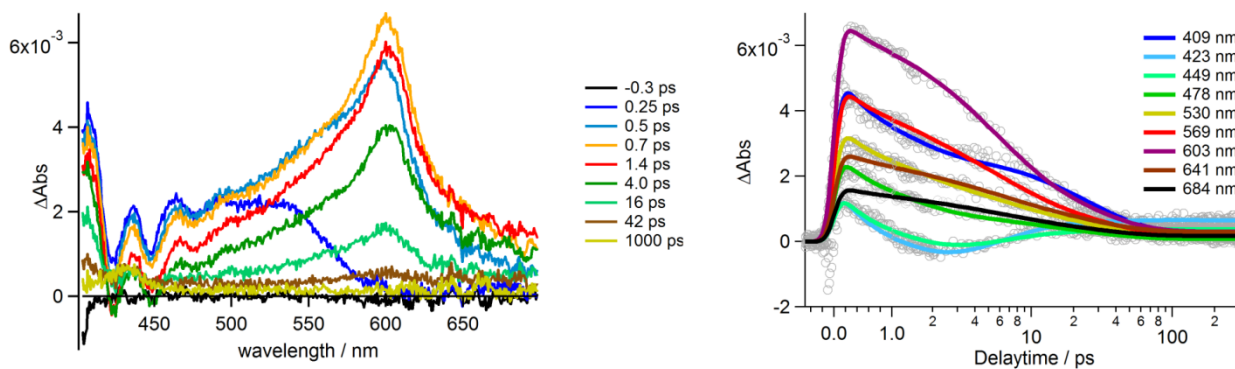 6x10⁻³
4
2
0
ΔAbs
450
500
550
600
650
wavelength / nm
-0.3 ps
0.25 ps
0.5 ps
0.7 ps
1.4 ps
4.0 ps
16 ps
42 ps
1000 ps
6x10⁻³
4
2
0
-2
ΔAbs
0.0
1.0
2
4
6
8
10
2
4
6
8
100
2
Delaytime / ps
409 nm
423 nm
449 nm
478 nm
530 nm
569 nm
603 nm
641 nm
684 nm